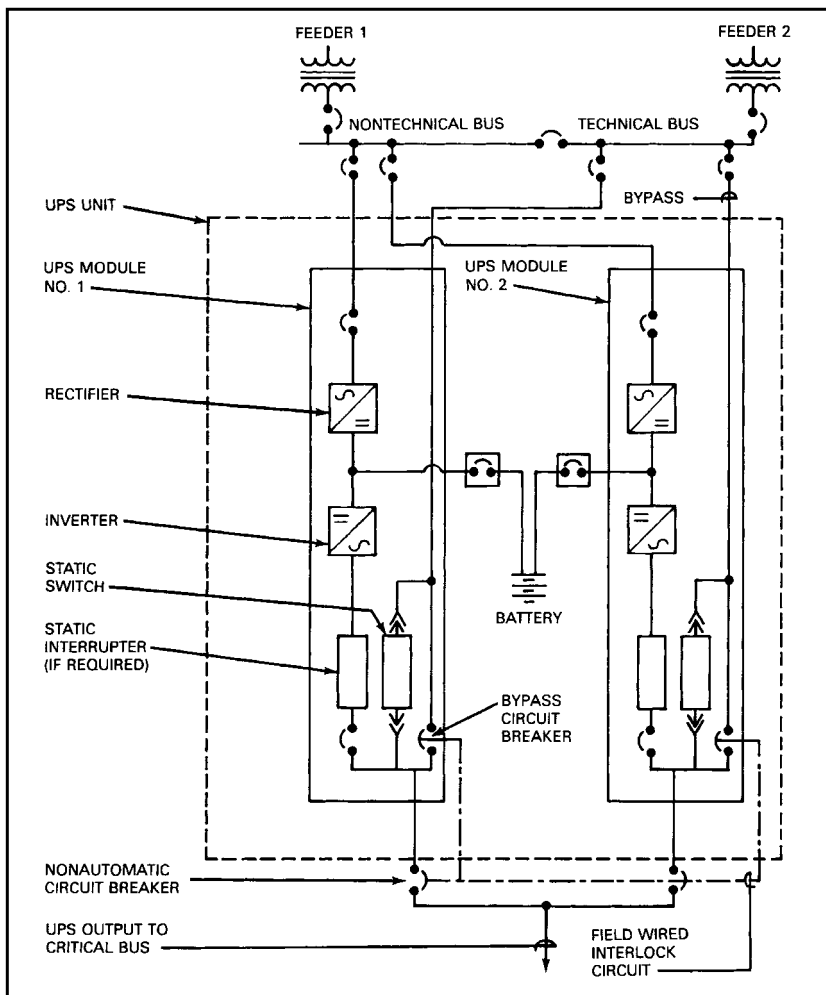 FEEDER 1
FEEDER 2
NONTECHNICAL BUS
TECHNICAL BUS
BYPASS
UPS UNIT
UPS MODULE
NO. 1
UPS MODULE
NO. 2
RECTIFIER
INVERTER
STATIC
SWITCH
BATTERY
STATIC
INTERRUPTER
(IF REQUIRED)
BYPASS
CIRCUIT
BREAKER
NONAUTOMATIC
CIRCUIT BREAKER
UPS OUTPUT TO
CRITICAL BUS
FIELD WIRED
INTERLOCK
CIRCUIT